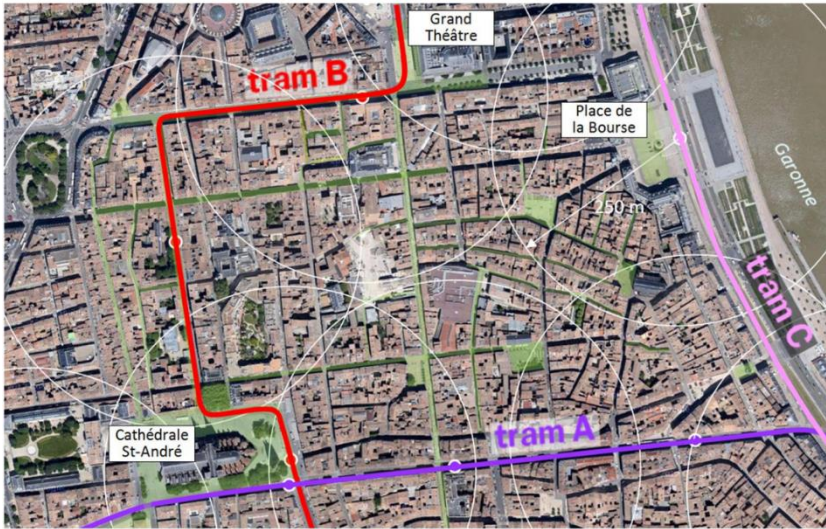 Grand
Théâtre
tram B
Place de
la Bourse
Garonne
250 m
tram C
Cathédrale
St-André
tram A